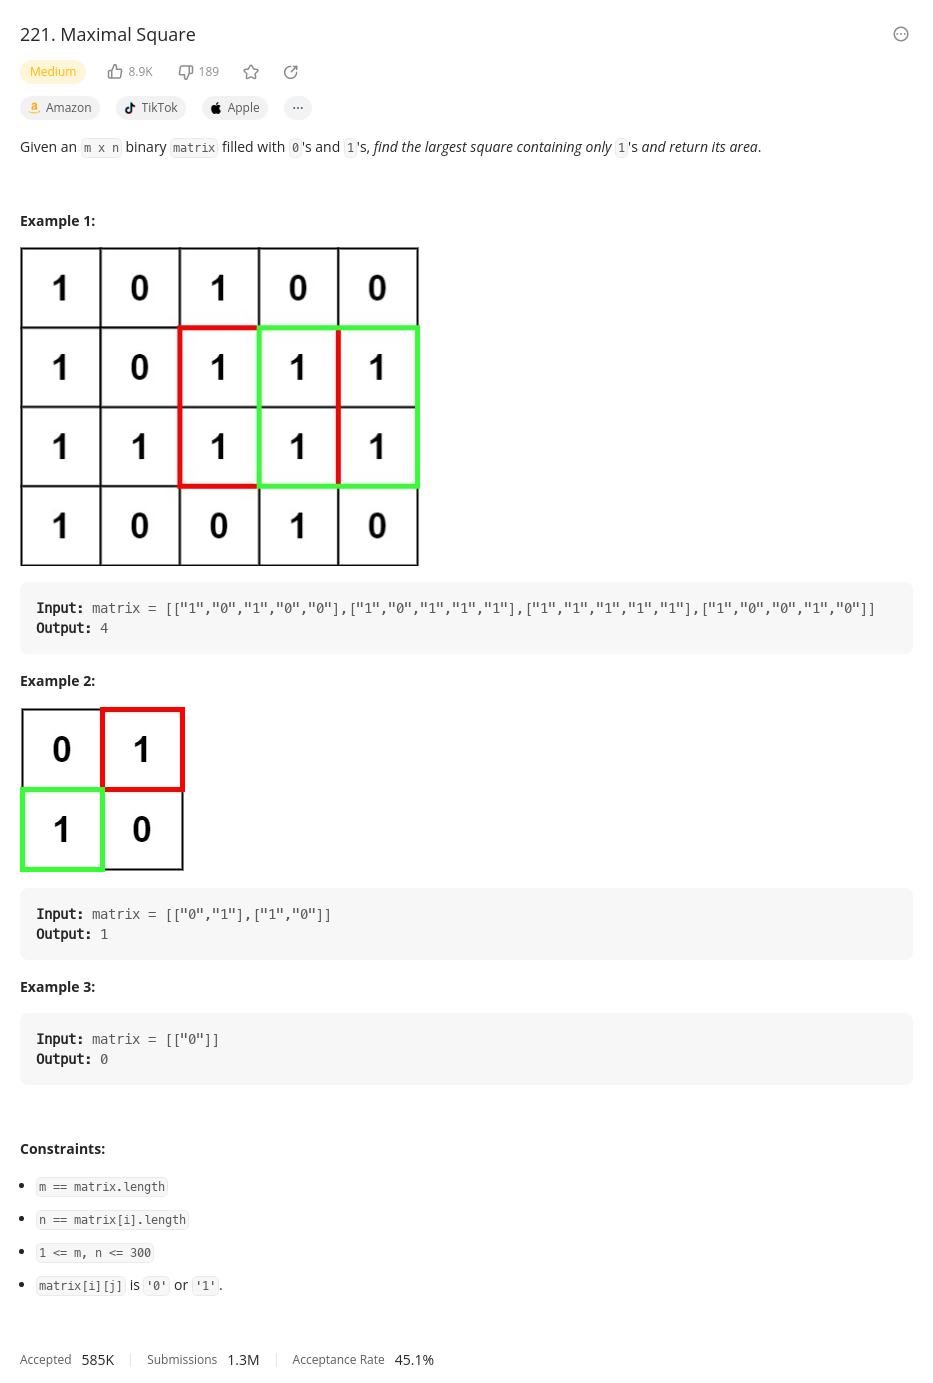 221. Maximal Square
Medium 8.9K 189
Amazon TikTok Apple ...
Given an m x n binary matrix filled with 0's and 1's, find the largest square containing only 1's and return its area.
Example 1:
1 0 1 0 0
1 0 1 1 1
1 1 1 1 1
1 0 0 1 0
Input: matrix = [["1","0","1","0","0"],["1","0","1","1","1"],["1","1","1","1","1"],["1","0","0","1","0"]]
Output: 4
Example 2:
0 1
1 0
Input: matrix = [["0","1"],["1","0"]]
Output: 1
Example 3:
Input: matrix = [["0"]]
Output: 0
Constraints:
• m == matrix.length
• n == matrix[i].length
• 1 <= m, n <= 300
• matrix[i][j] is '0' or '1'.
Accepted 585K Submissions 1.3M Acceptance Rate 45.1%